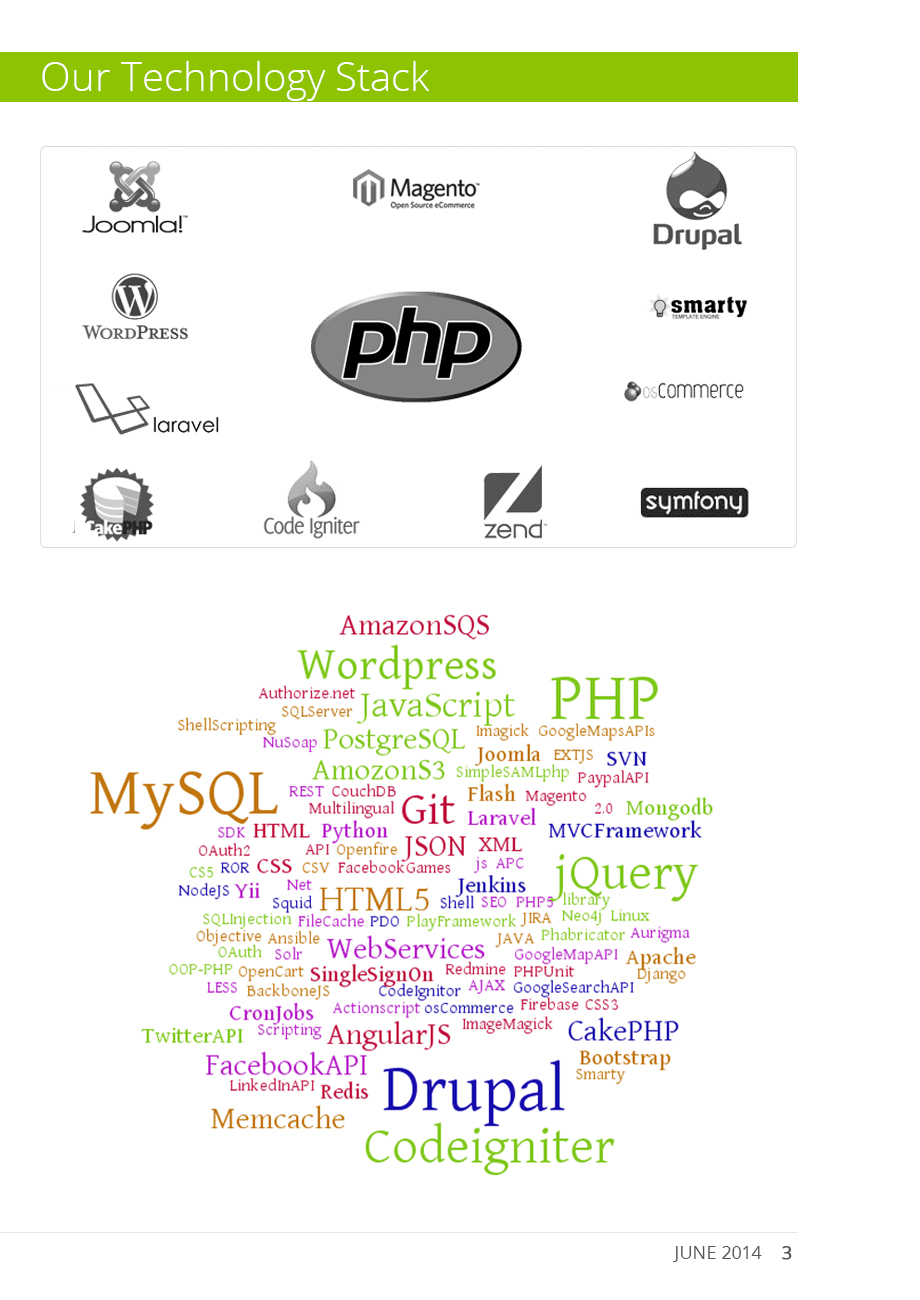 Our Technology Stack
Joomla!™
Magento™
Open Source eCommerce
Drupal
WORDPRESS
php
smarty
TEMPLATE ENGINE
osCommerce
laravel
CakePHP
Code Igniter
zend
symfony
AmazonSQS
Wordpress
Authorize.net
PHP
SQLServer JavaScript
ShellScripting
Imagick GoogleMapsAPIs
NuSoap PostgreSQL
Joomla EXTJS SVN
AmozonS3 SimpleSAMLphp PaypalAPI
MySQL
REST CouchDB Flash Magento
Multilingual Git Laravel 2.0 Mongodb
SDK HTML Python MVCFramework
OAuth2 API Openfire JSON XML
CS5 ROR CSS CSV FacebookGames js APC
jQuery
NodeJS Yii Net Jenkins
Squid HTML5 Shell SEO PHP5 library
SQLInjection FileCache PDO PlayFramework JIRA Neo4j Linux
Objective Ansible JAVA Phabricator Aurigma
OAuth Solr WebServices GoogleMapAPI Apache
OOP-PHP OpenCart SingleSignOn Redmine PHPUnit Django
LESS BackboneJS CodeIgnitor AJAX GoogleSearchAPI
CronJobs Actionscript osCommerce Firebase CSS3
TwitterAPI Scripting AngularJS ImageMagick CakePHP
FacebookAPI Bootstrap
Smarty
LinkedInAPI Redis Drupal
Memcache
Codeigniter
JUNE 2014 3